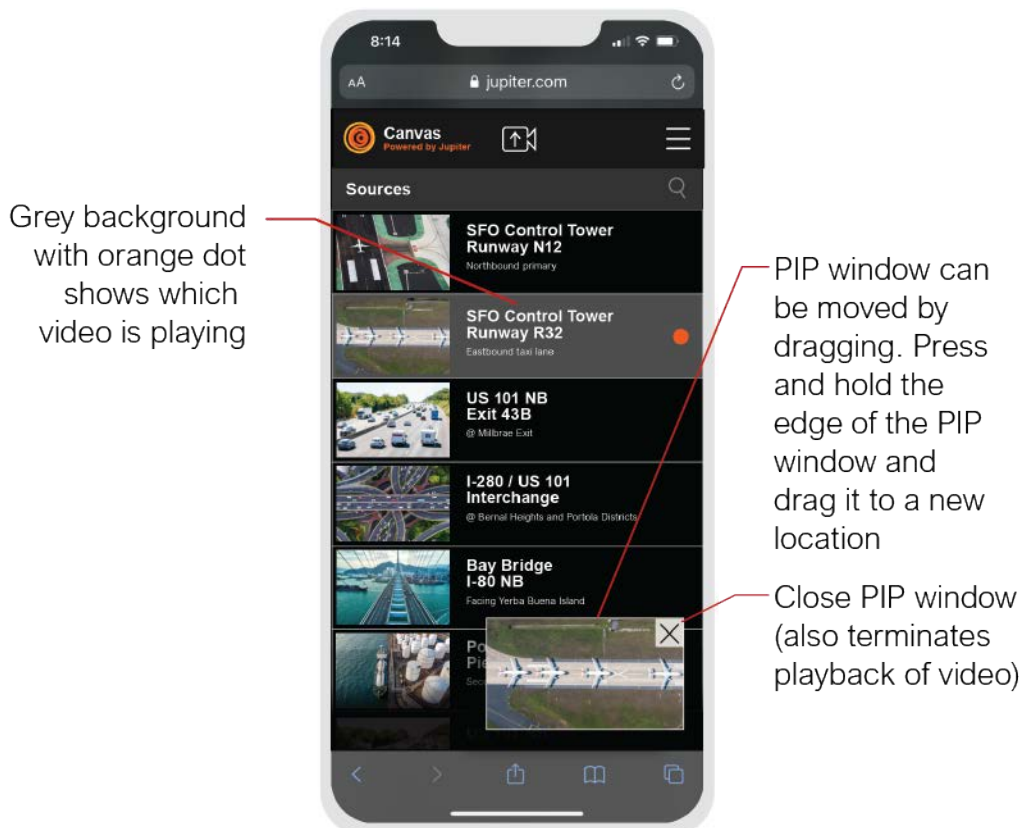 8:14
AA
jupiter.com
Canvas
Powered by Jupiter
Sources
SFO Control Tower
Runway N12
Northbound primary
SFO Control Tower
Runway R32
Eastbound taxi lane
US 101 NB
Exit 43B
@ Millbrae Exit
I-280 / US 101
Interchange
@ Bernal Heights and Portola Districts
Bay Bridge
I-80 NB
Facing Yerba Buena Island
Grey background
with orange dot
shows which
video is playing
PIP window can
be moved by
dragging. Press
and hold the
edge of the PIP
window and
drag it to a new
location
Close PIP window
(also terminates
playback of video)